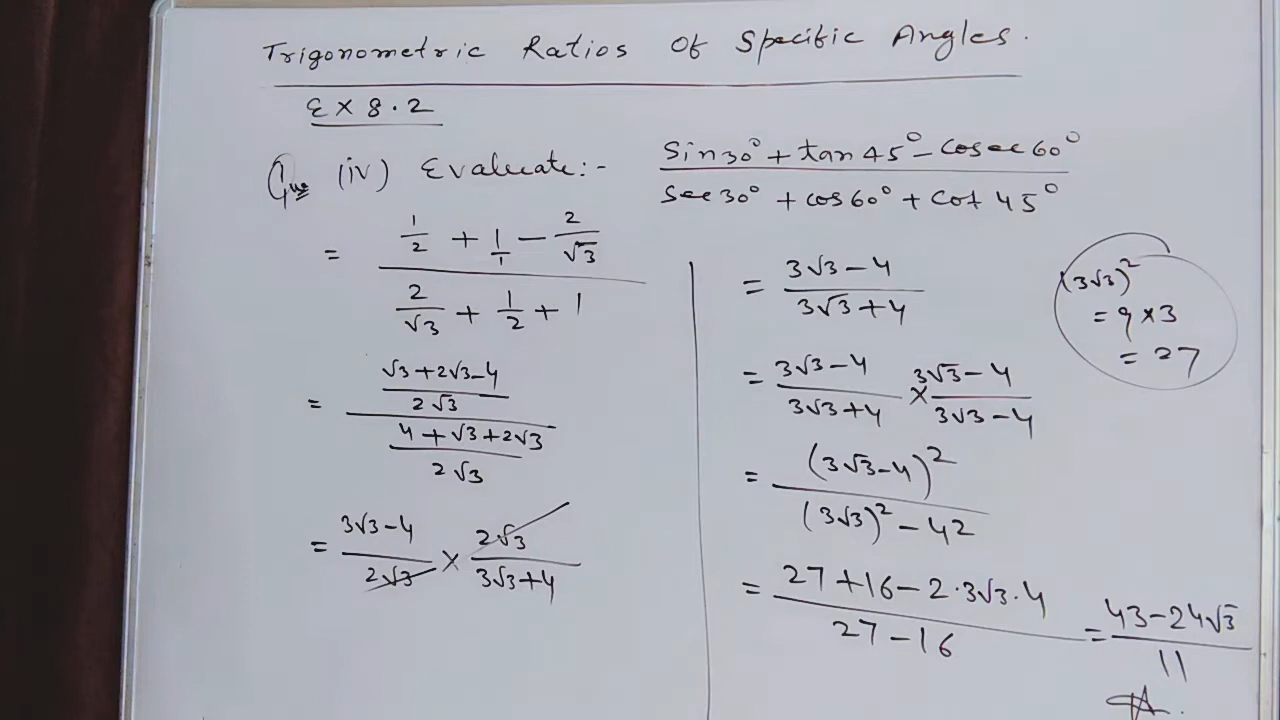 Trigonometric Ratios Of Specific Angles.
EX 8.2
Que (iv) Evaluate:- (sin30° + tan45° - cosec60°)/(sec30° + cos60° + cot45°)
= (1/2 + 1/1 - 2/√3)/(2/√3 + 1/2 + 1)
= ((√3+2√3-4)/(2√3))/((4+√3+2√3)/(2√3))
= (3√3-4)/(2√3) × (2√3)/(3√3+4)
= (3√3-4)/(3√3+4)
= (3√3-4)/(3√3+4) × (3√3-4)/(3√3-4)
= (3√3-4)²/((3√3)²-42)
= (27+16-2·3√3·4)/(27-16) = (43-24√3)/11
(3√3)²
= 9×3
= 27